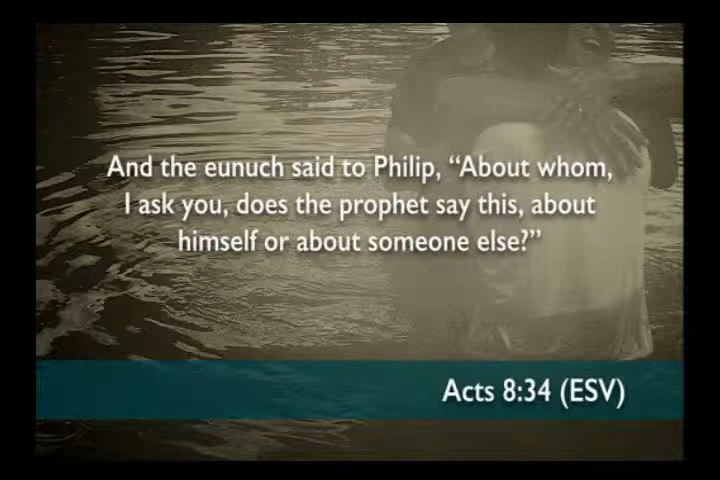 And the eunuch said to Philip, “About whom,
I ask you, does the prophet say this, about
himself or about someone else?”
Acts 8:34 (ESV)